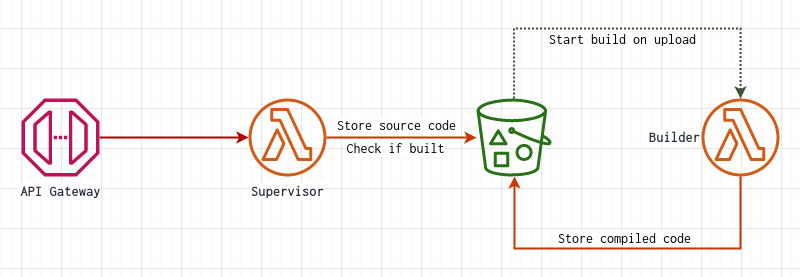 Start build on upload
Store source code
Check if built
Builder
API Gateway
Supervisor
Store compiled code